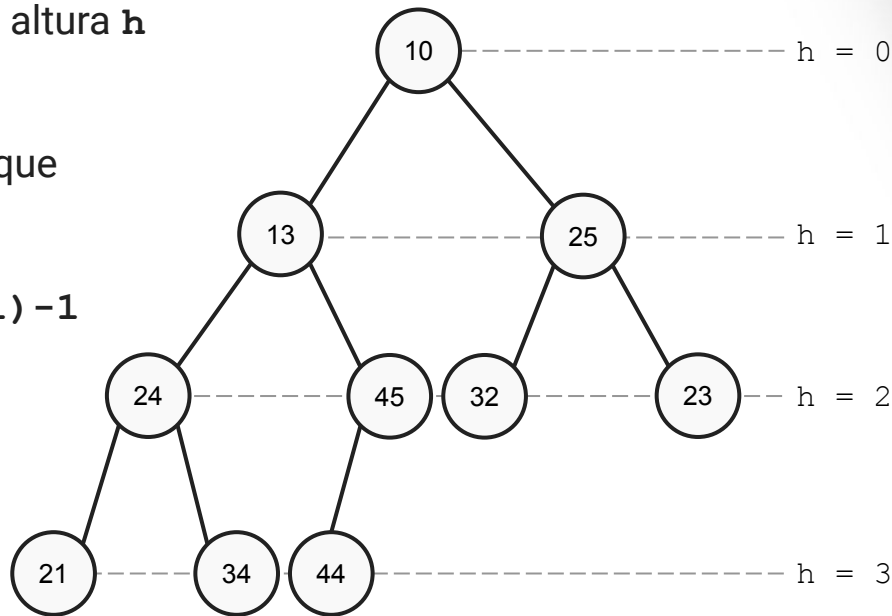 altura h
10 h = 0
que
13 25 h = 1
)-1
24 45 32 23 h = 2
21 34 44 h = 3